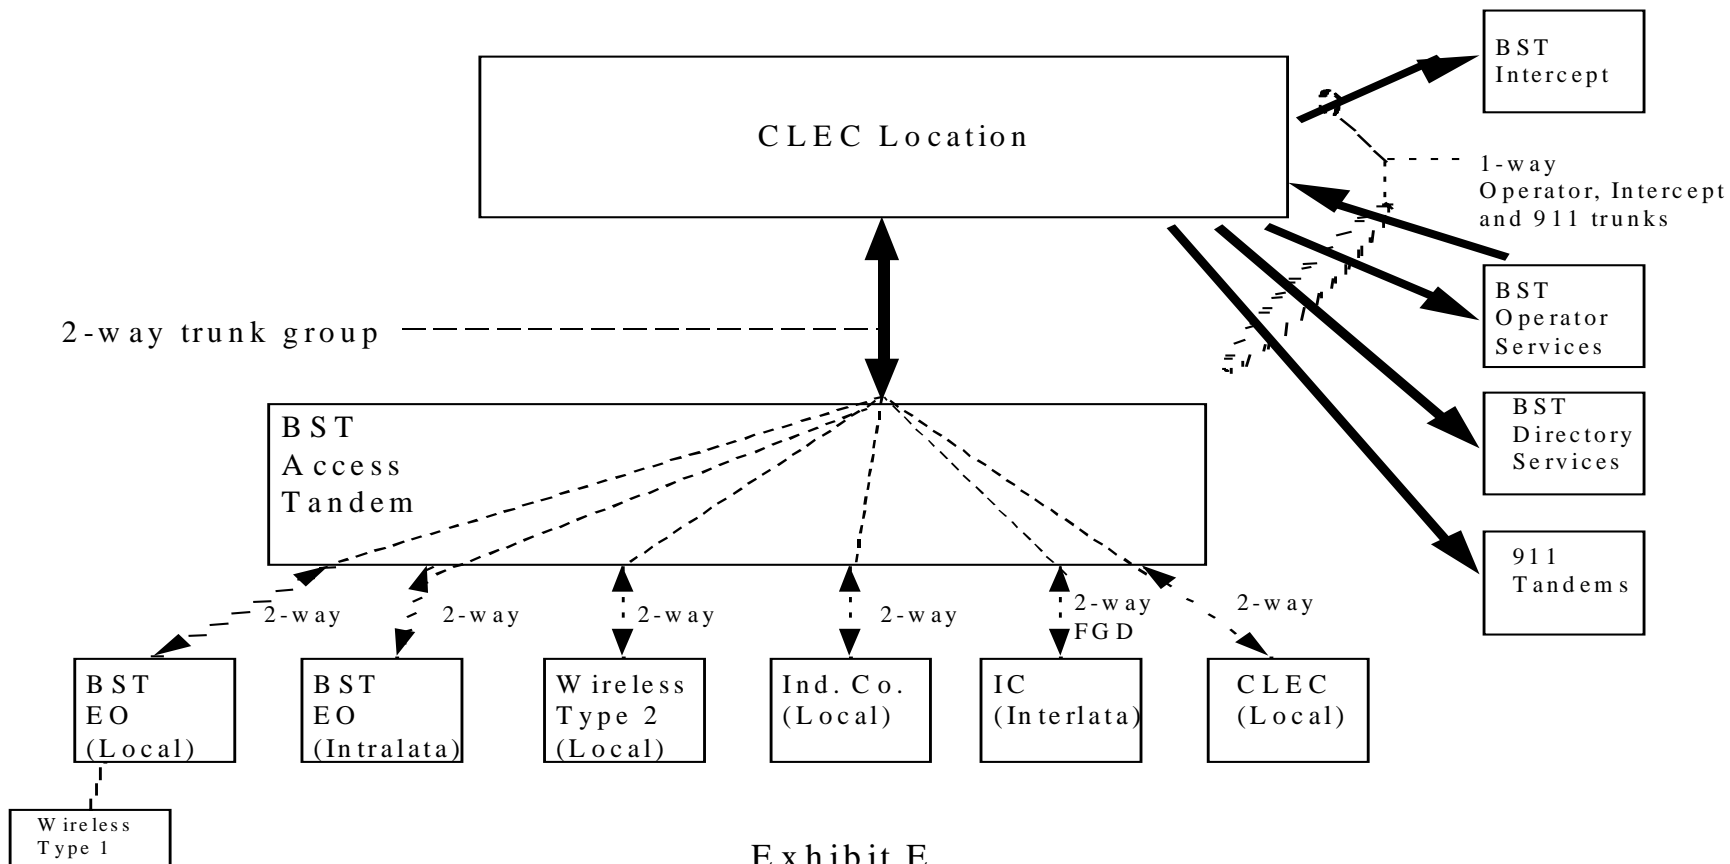 BST
Intercept
CLEC Location
1-way
Operator, Intercept
and 911 trunks
BST
Operator
Services
2-way trunk group
BST
Directory
Services
BST
Access
Tandem
911
Tandems
2-way
2-way
2-way
2-way
2-way
FGD
2-way
BST
EO
(Local)
BST
EO
(Intralata)
Wireless
Type 2
(Local)
Ind. Co.
(Local)
IC
(Interlata)
CLEC
(Local)
Wireless
Type 1
Exhibit E